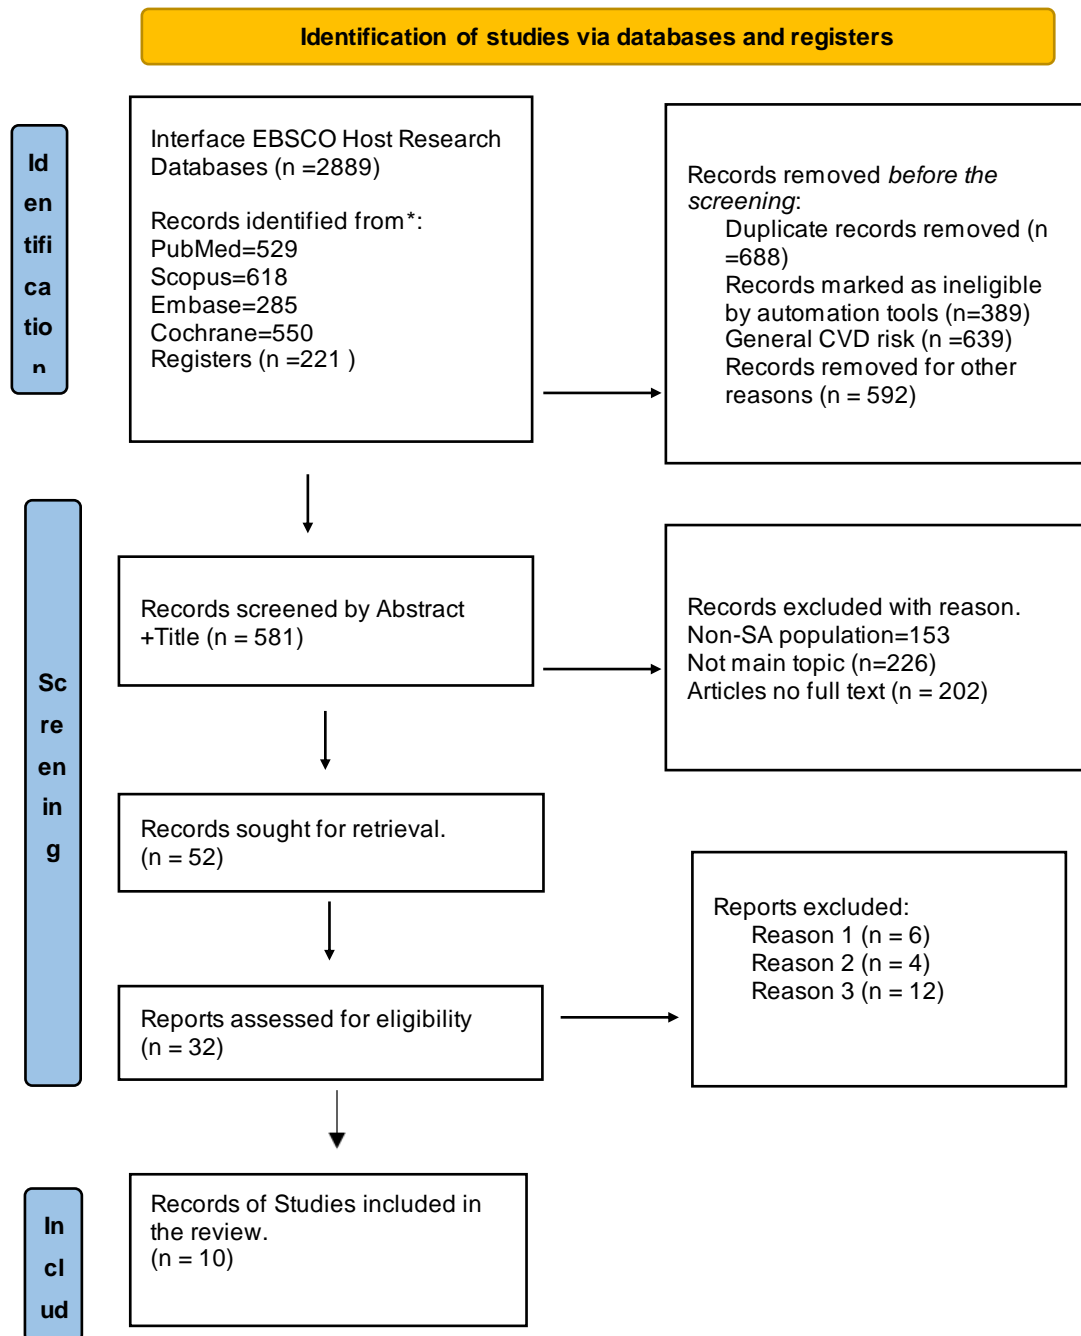 Identification of studies via databases and registers
Id
en
tifi
ca
tio
n
Interface EBSCO Host Research
Databases (n =2889)
Records identified from*:
PubMed=529
Scopus=618
Embase=285
Cochrane=550
Registers (n =221 )
Records removed before the
screening:
Duplicate records removed (n
=688)
Records marked as ineligible
by automation tools (n=389)
General CVD risk (n =639)
Records removed for other
reasons (n = 592)
Sc
re
en
in
g
Records screened by Abstract
+Title (n = 581)
Records excluded with reason.
Non-SA population=153
Not main topic (n=226)
Articles no full text (n = 202)
Records sought for retrieval.
(n = 52)
Reports assessed for eligibility
(n = 32)
Reports excluded:
Reason 1 (n = 6)
Reason 2 (n = 4)
Reason 3 (n = 12)
In
cl
ud
Records of Studies included in
the review.
(n = 10)